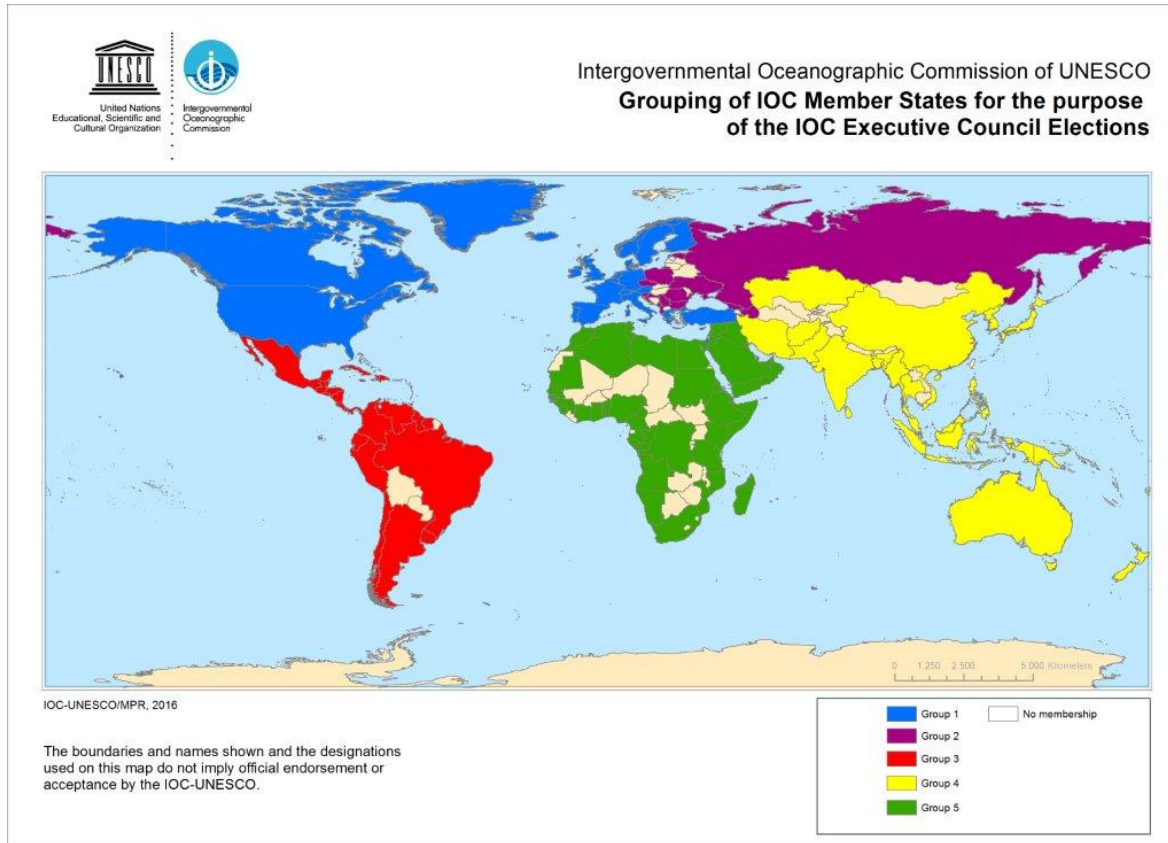 UNESCO
United Nations
Educational, Scientific and
Cultural Organization
Intergovernmental
Oceanographic
Commission
Intergovernmental Oceanographic Commission of UNESCO
Grouping of IOC Member States for the purpose
of the IOC Executive Council Elections
0 1.250 2.500 5.000 Kilometers
IOC-UNESCO/MPR, 2016
The boundaries and names shown and the designations
used on this map do not imply official endorsement or
acceptance by the IOC-UNESCO.
Group 1
No membership
Group 2
Group 3
Group 4
Group 5